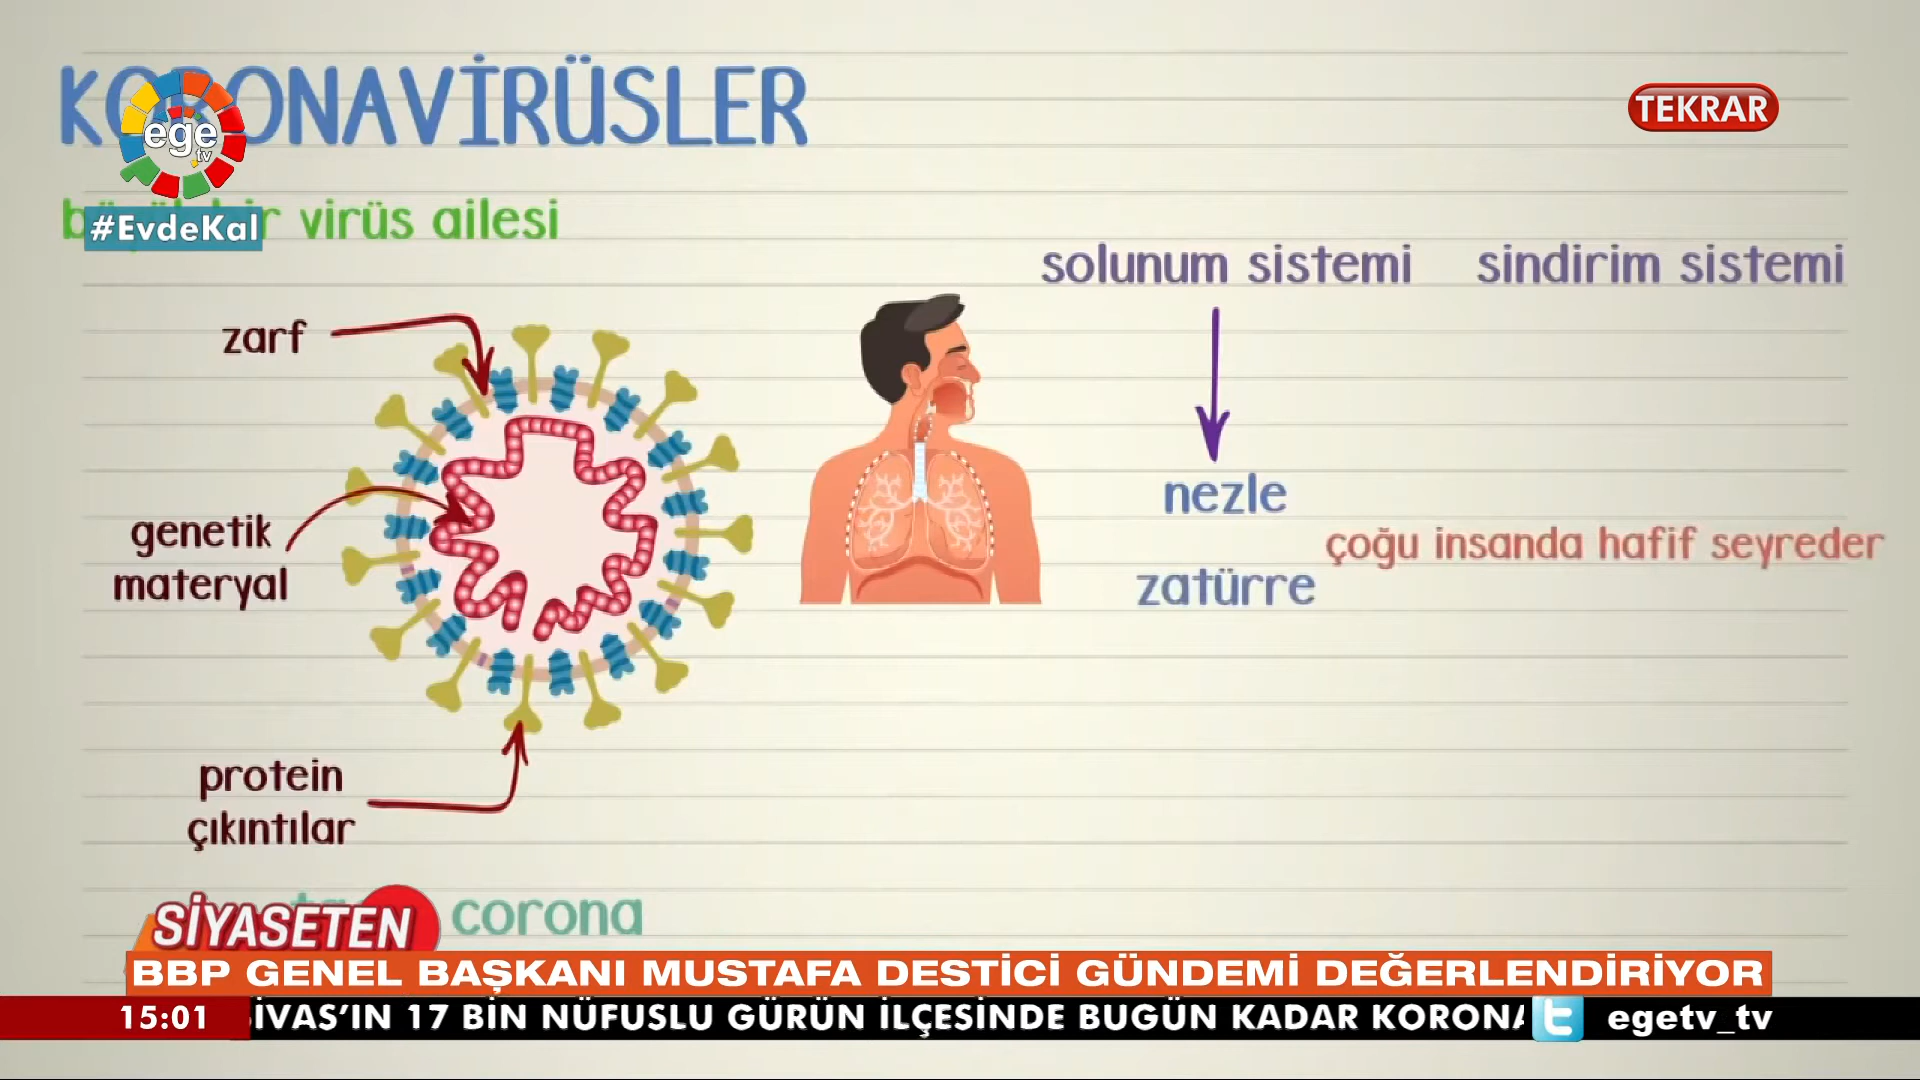 KORONAVİRÜSLER
TEKRAR
ege
tv
virüs ailesi
#EvdeKal
solunum sistemi
sindirim sistemi
zarf
genetik
materyal
nezle
çoğu insanda hafif seyreder
zatürre
protein
çıkıntılar
corona
SİYASETEN
BBP GENEL BAŞKANI MUSTAFA DESTİCİ GÜNDEMİ DEĞERLENDİRİYOR
15:01
İVAS'IN 17 BİN NÜFUSLU GÜRÜN İLÇESİNDE BUGÜN KADAR KORONA
egetv_tv